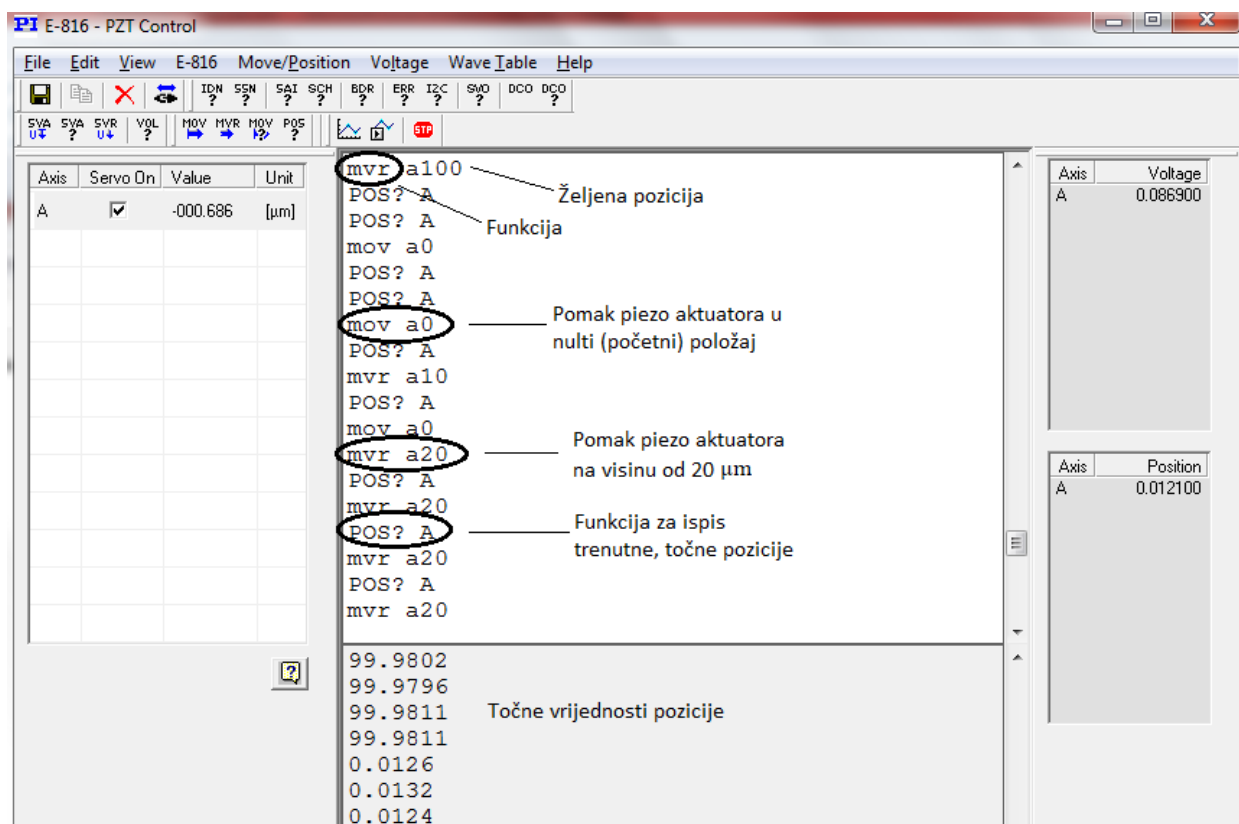 PI E-816 - PZT Control
File Edit View E-816 Move/Position Voltage Wave Table Help
IDN ? SSN ? SAI ? SCH ? BDR ? ERR ? I2C ? SVO ? DCO DCO ?
SVA SVA ? SVR VOL ? MOV MVR MOV ? POS ? STP
Axis Servo On Value Unit
A -000.686 [µm]
mvr a100
Željena pozicija
POS? A
Funkcija
POS? A
mov a0
POS? A
POS? A
mov a0
Pomak piezo aktuatora u
nulti (početni) položaj
POS? A
mvr a10
POS? A
mov a0
mvr a20
Pomak piezo aktuatora
na visinu od 20 µm
POS? A
mvr a20
POS? A
Funkcija za ispis
trenutne, točne pozicije
mvr a20
POS? A
mvr a20
99.9802
99.9796
99.9811
Točne vrijednosti pozicije
99.9811
0.0126
0.0132
0.0124
Axis Voltage
A 0.086900
Axis Position
A 0.012100